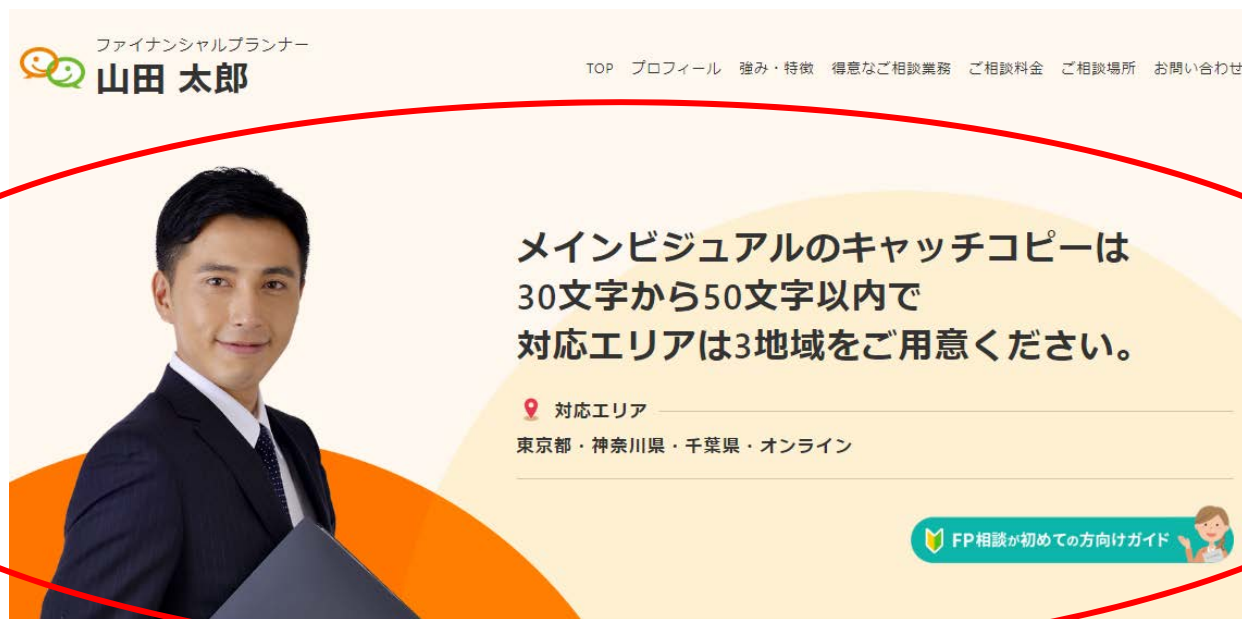 ファイナンシャルプランナー
山田 太郎
TOP プロフィール 強み・特徴 得意なご相談業務 ご相談料金 ご相談場所 お問い合わせ
メインビジュアルのキャッチコピーは
30文字から50文字以内で
対応エリアは3地域をご用意ください。
対応エリア
東京都・神奈川県・千葉県・オンライン
FP相談が初めての方向けガイド